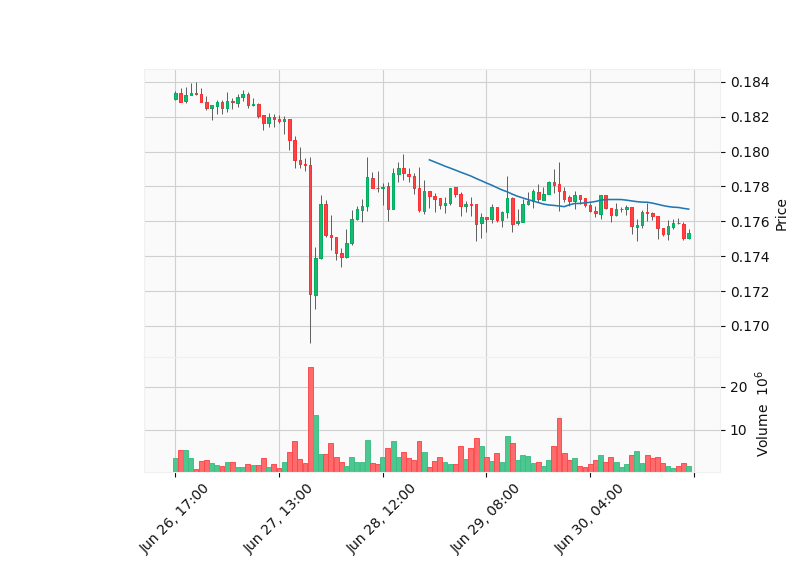 0.184
0.182
0.180
0.178
0.176
0.174
0.172
0.170
Price
20
10
Volume 10^6
Jun 26, 17:00
Jun 27, 13:00
Jun 28, 12:00
Jun 29, 08:00
Jun 30, 04:00